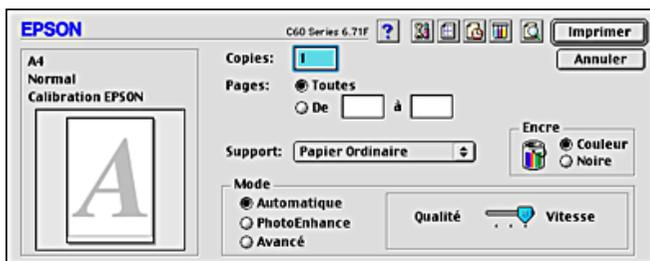 EPSON
C60 Series 6.71F
?
Imprimer
Annuler
A4
Normal
Calibration EPSON
A
Copies: 1
Pages: Toutes
De à
Support: Papier Ordinaire
Encre
Couleur
Noire
Mode
Automatique
PhotoEnhance
Avancé
Qualité Vitesse